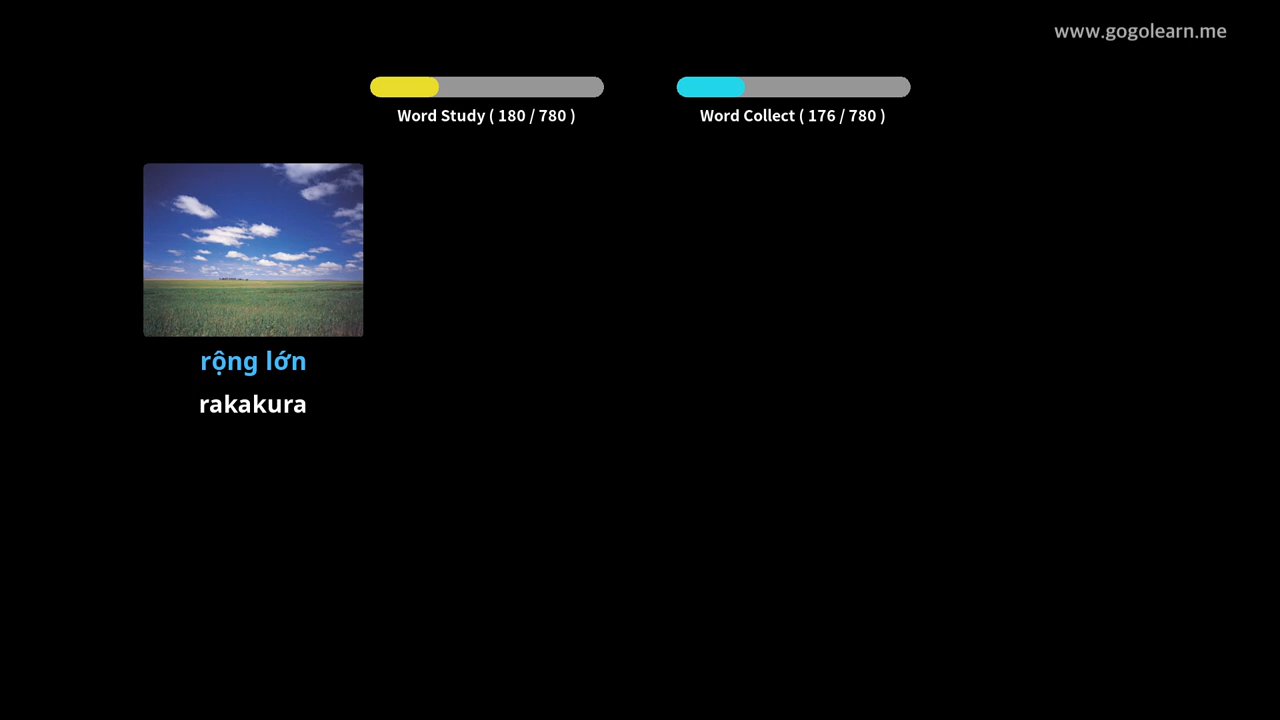 www.gogolearn.me
Word Study ( 180 / 780 )
Word Collect ( 176 / 780 )
rộng lớn
rakakura